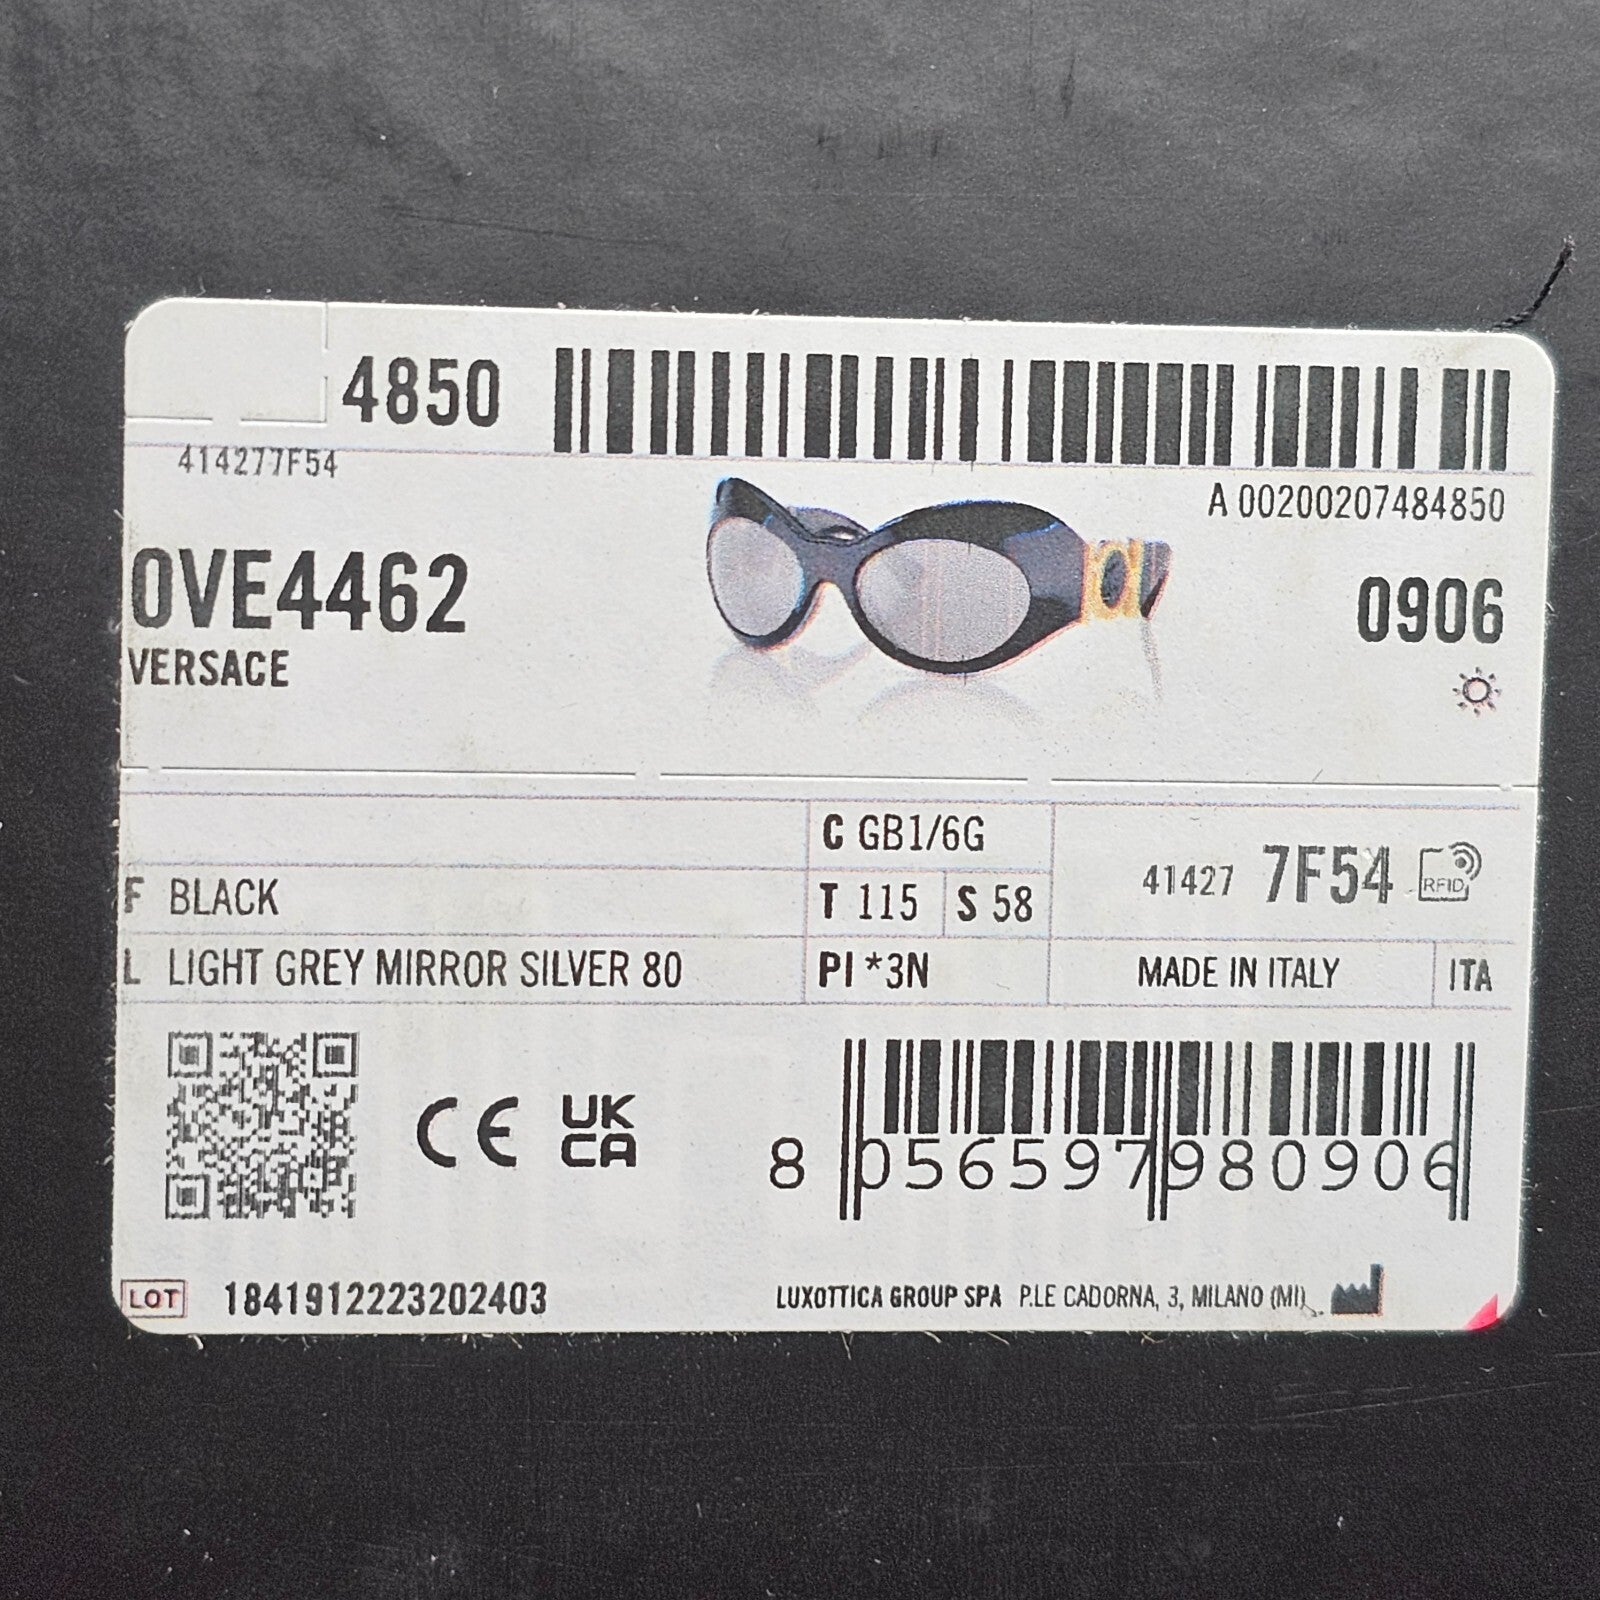 4850
414277F54
A 00200207484850
OVE4462
VERSACE
0906
C GB1/6G
F BLACK
T 115 S 58
41427 7F54 RFID
L LIGHT GREY MIRROR SILVER 80
PI *3N
MADE IN ITALY ITA
CE UK
CA
8 056597 980906
LOT 1841912223202403
LUXOTTICA GROUP SPA P.LE CADORNA, 3, MILANO (MI)